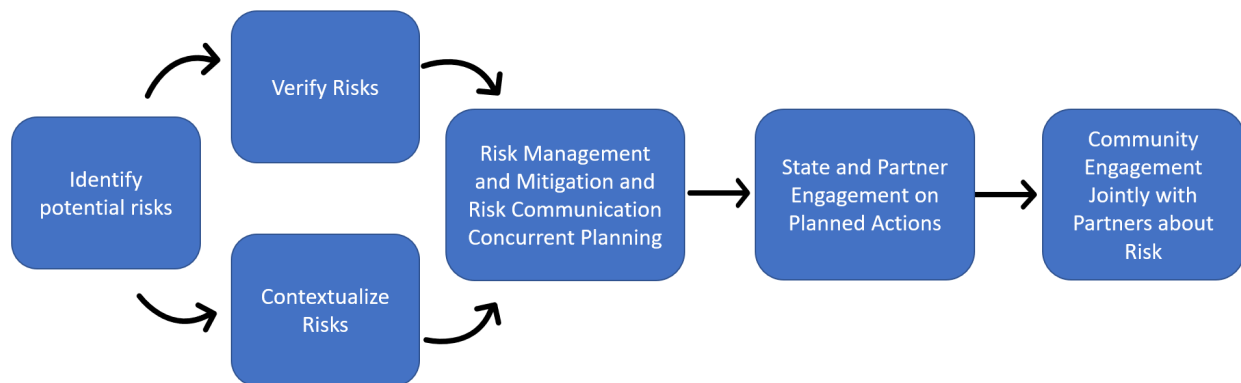 Identify
potential risks
Verify Risks
Contextualize
Risks
Risk Management
and Mitigation and
Risk Communication
Concurrent Planning
State and Partner
Engagement on
Planned Actions
Community
Engagement
Jointly with
Partners about
Risk